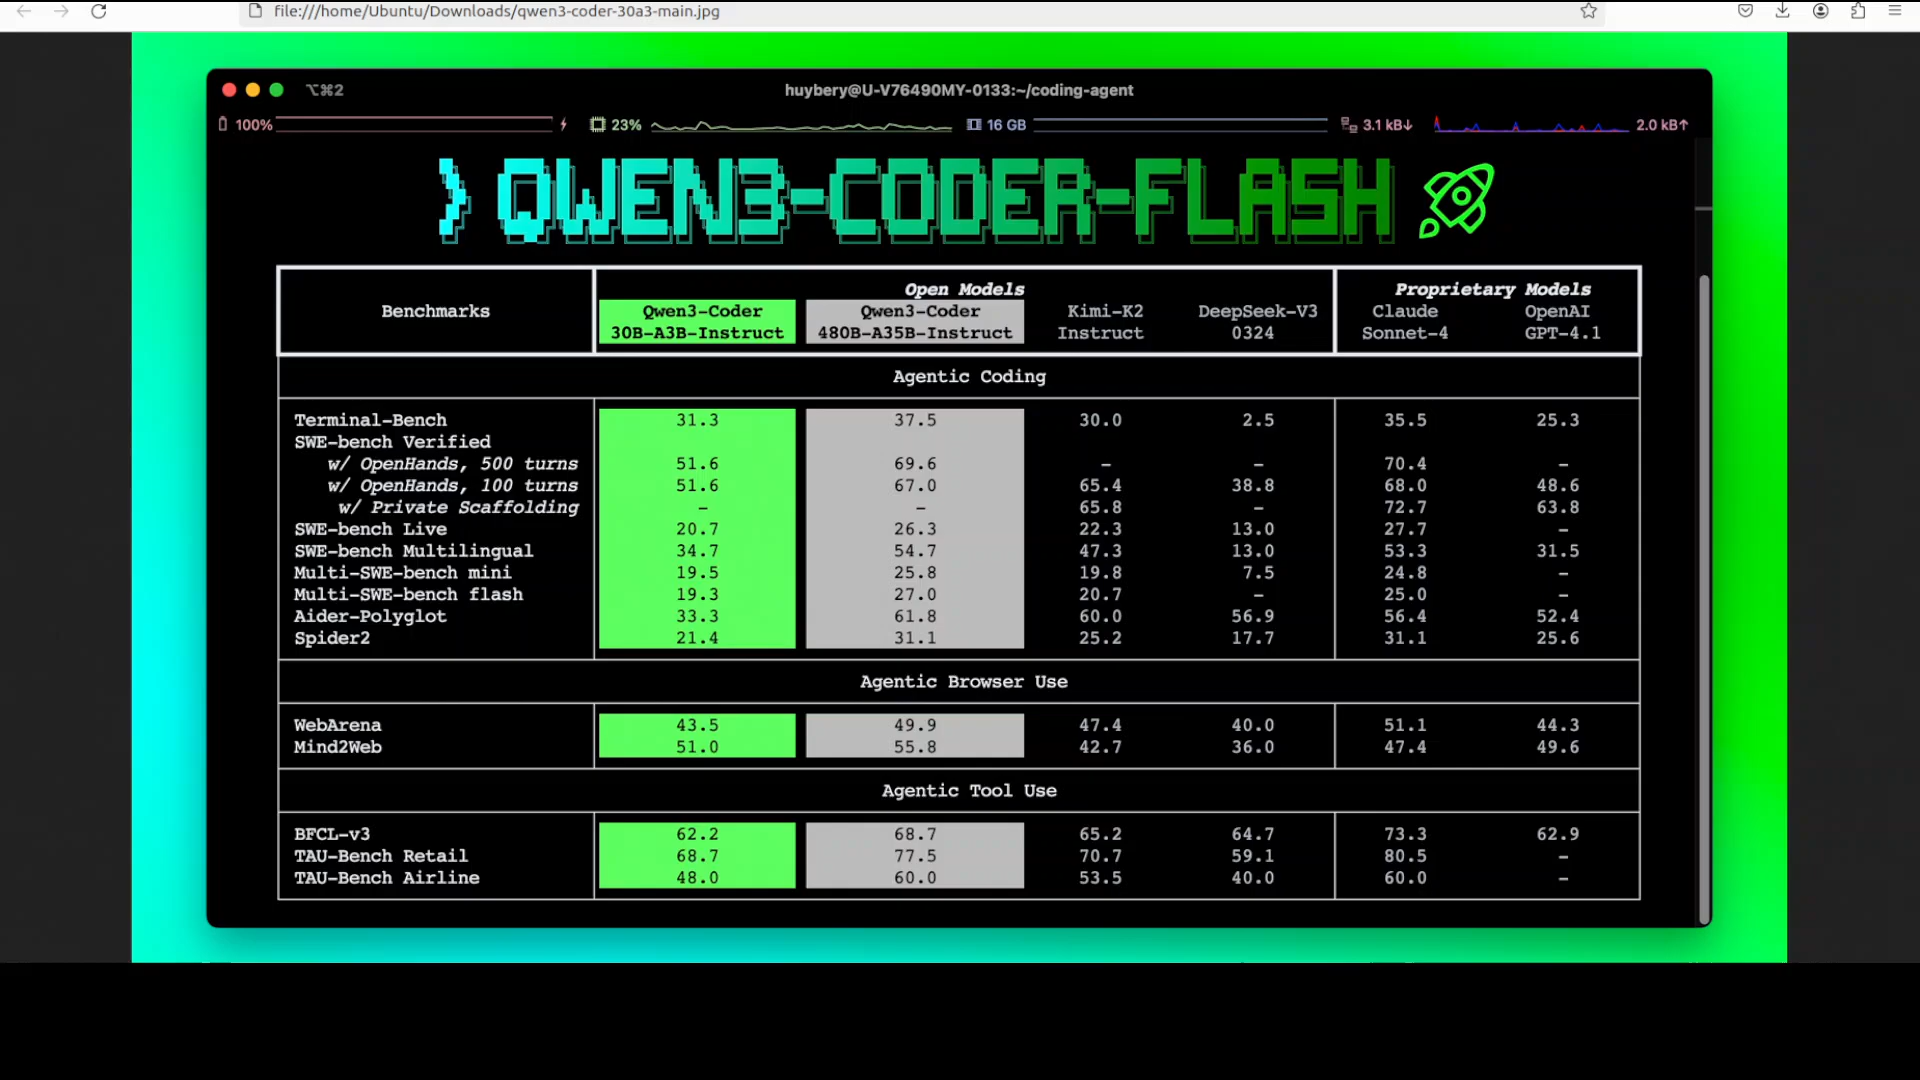 file:///home/Ubuntu/Downloads/qwen3-coder-30a3-main.jpg
⌥⌘2 huybery@U-V76490MY-0133:~/coding-agent
100% 23% 16 GB 3.1 kB↓ 2.0 kB↑
QWEN3-CODER-FLASH
Open Models Proprietary Models
Benchmarks Qwen3-Coder Qwen3-Coder Kimi-K2 DeepSeek-V3 Claude OpenAI
30B-A3B-Instruct 480B-A35B-Instruct Instruct 0324 Sonnet-4 GPT-4.1
Agentic Coding
Terminal-Bench 31.3 37.5 30.0 2.5 35.5 25.3
SWE-bench Verified
w/ OpenHands, 500 turns 51.6 69.6 – – 70.4 –
w/ OpenHands, 100 turns 51.6 67.0 65.4 38.8 68.0 48.6
w/ Private Scaffolding – – 65.8 – 72.7 63.8
SWE-bench Live 20.7 26.3 22.3 13.0 27.7 –
SWE-bench Multilingual 34.7 54.7 47.3 13.0 53.3 31.5
Multi-SWE-bench mini 19.5 25.8 19.8 7.5 24.8 –
Multi-SWE-bench flash 19.3 27.0 20.7 – 25.0 –
Aider-Polyglot 33.3 61.8 60.0 56.9 56.4 52.4
Spider2 21.4 31.1 25.2 17.7 31.1 25.6
Agentic Browser Use
WebArena 43.5 49.9 47.4 40.0 51.1 44.3
Mind2Web 51.0 55.8 42.7 36.0 47.4 49.6
Agentic Tool Use
BFCL-v3 62.2 68.7 65.2 64.7 73.3 62.9
TAU-Bench Retail 68.7 77.5 70.7 59.1 80.5 –
TAU-Bench Airline 48.0 60.0 53.5 40.0 60.0 –